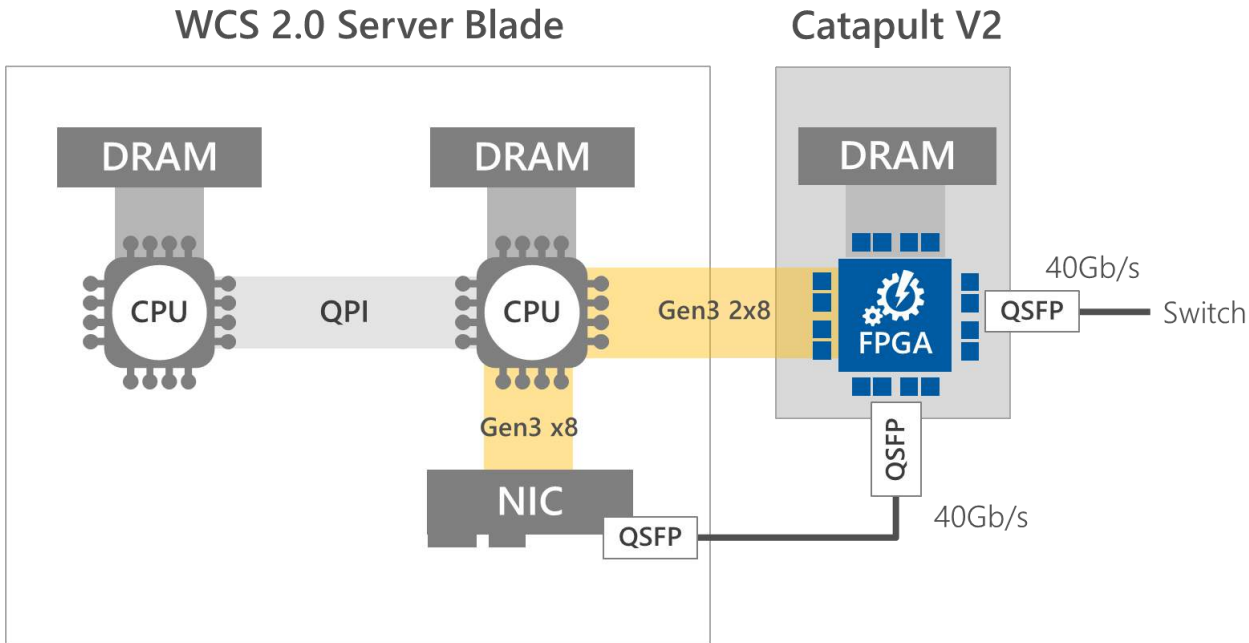 WCS 2.0 Server Blade
Catapult V2
DRAM
DRAM
DRAM
CPU
QPI
CPU
Gen3 2x8
FPGA
40Gb/s
QSFP
Switch
Gen3 x8
QSFP
NIC
QSFP
40Gb/s